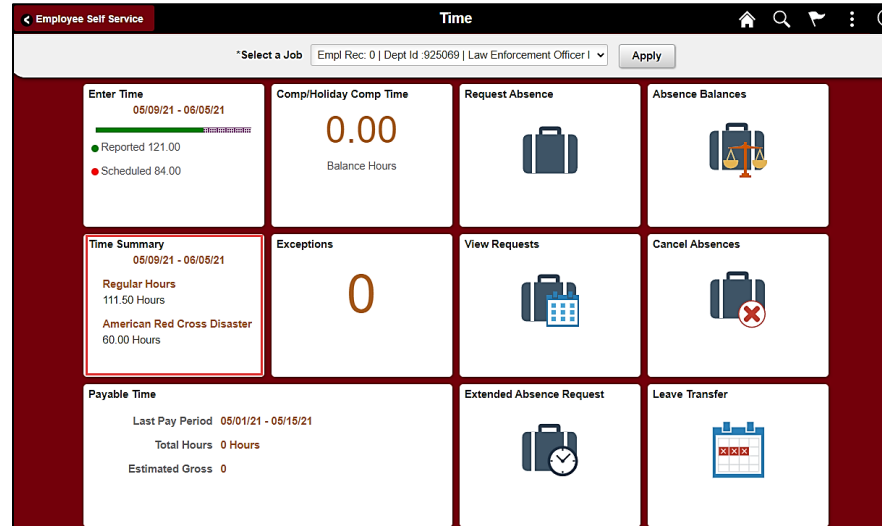 Employee Self Service
Time
*Select a Job Empl Rec: 0 | Dept Id :925069 | Law Enforcement Officer I Apply
Enter Time
05/09/21 - 06/05/21
Reported 121.00
Scheduled 84.00
Comp/Holiday Comp Time
0.00
Balance Hours
Request Absence
Absence Balances
Time Summary
05/09/21 - 06/05/21
Regular Hours
111.50 Hours
American Red Cross Disaster
60.00 Hours
Exceptions
0
View Requests
Cancel Absences
Payable Time
Last Pay Period 05/01/21 - 05/15/21
Total Hours 0 Hours
Estimated Gross 0
Extended Absence Request
Leave Transfer